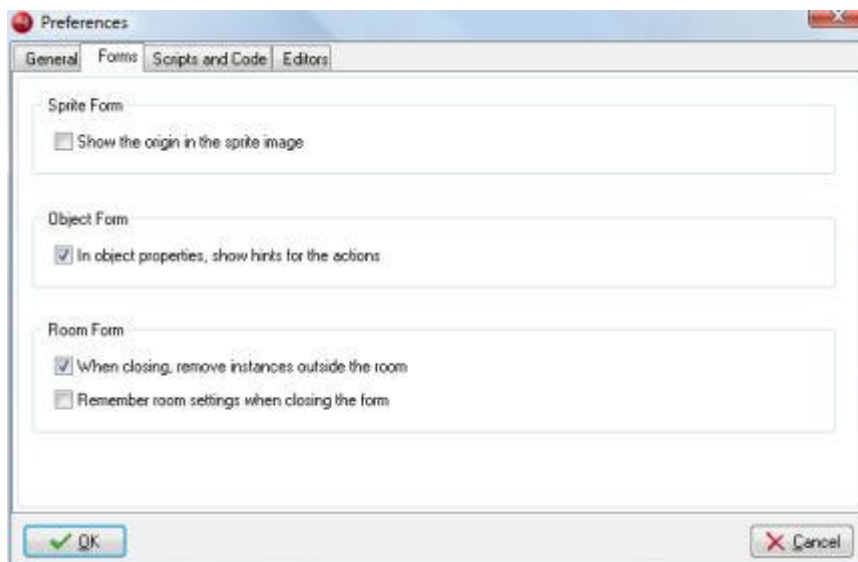 Preferences
General Forms Scripts and Code Editors
Sprite Form
Show the origin in the sprite image
Object Form
In object properties, show hints for the actions
Room Form
When closing, remove instances outside the room
Remember room settings when closing the form
OK Cancel